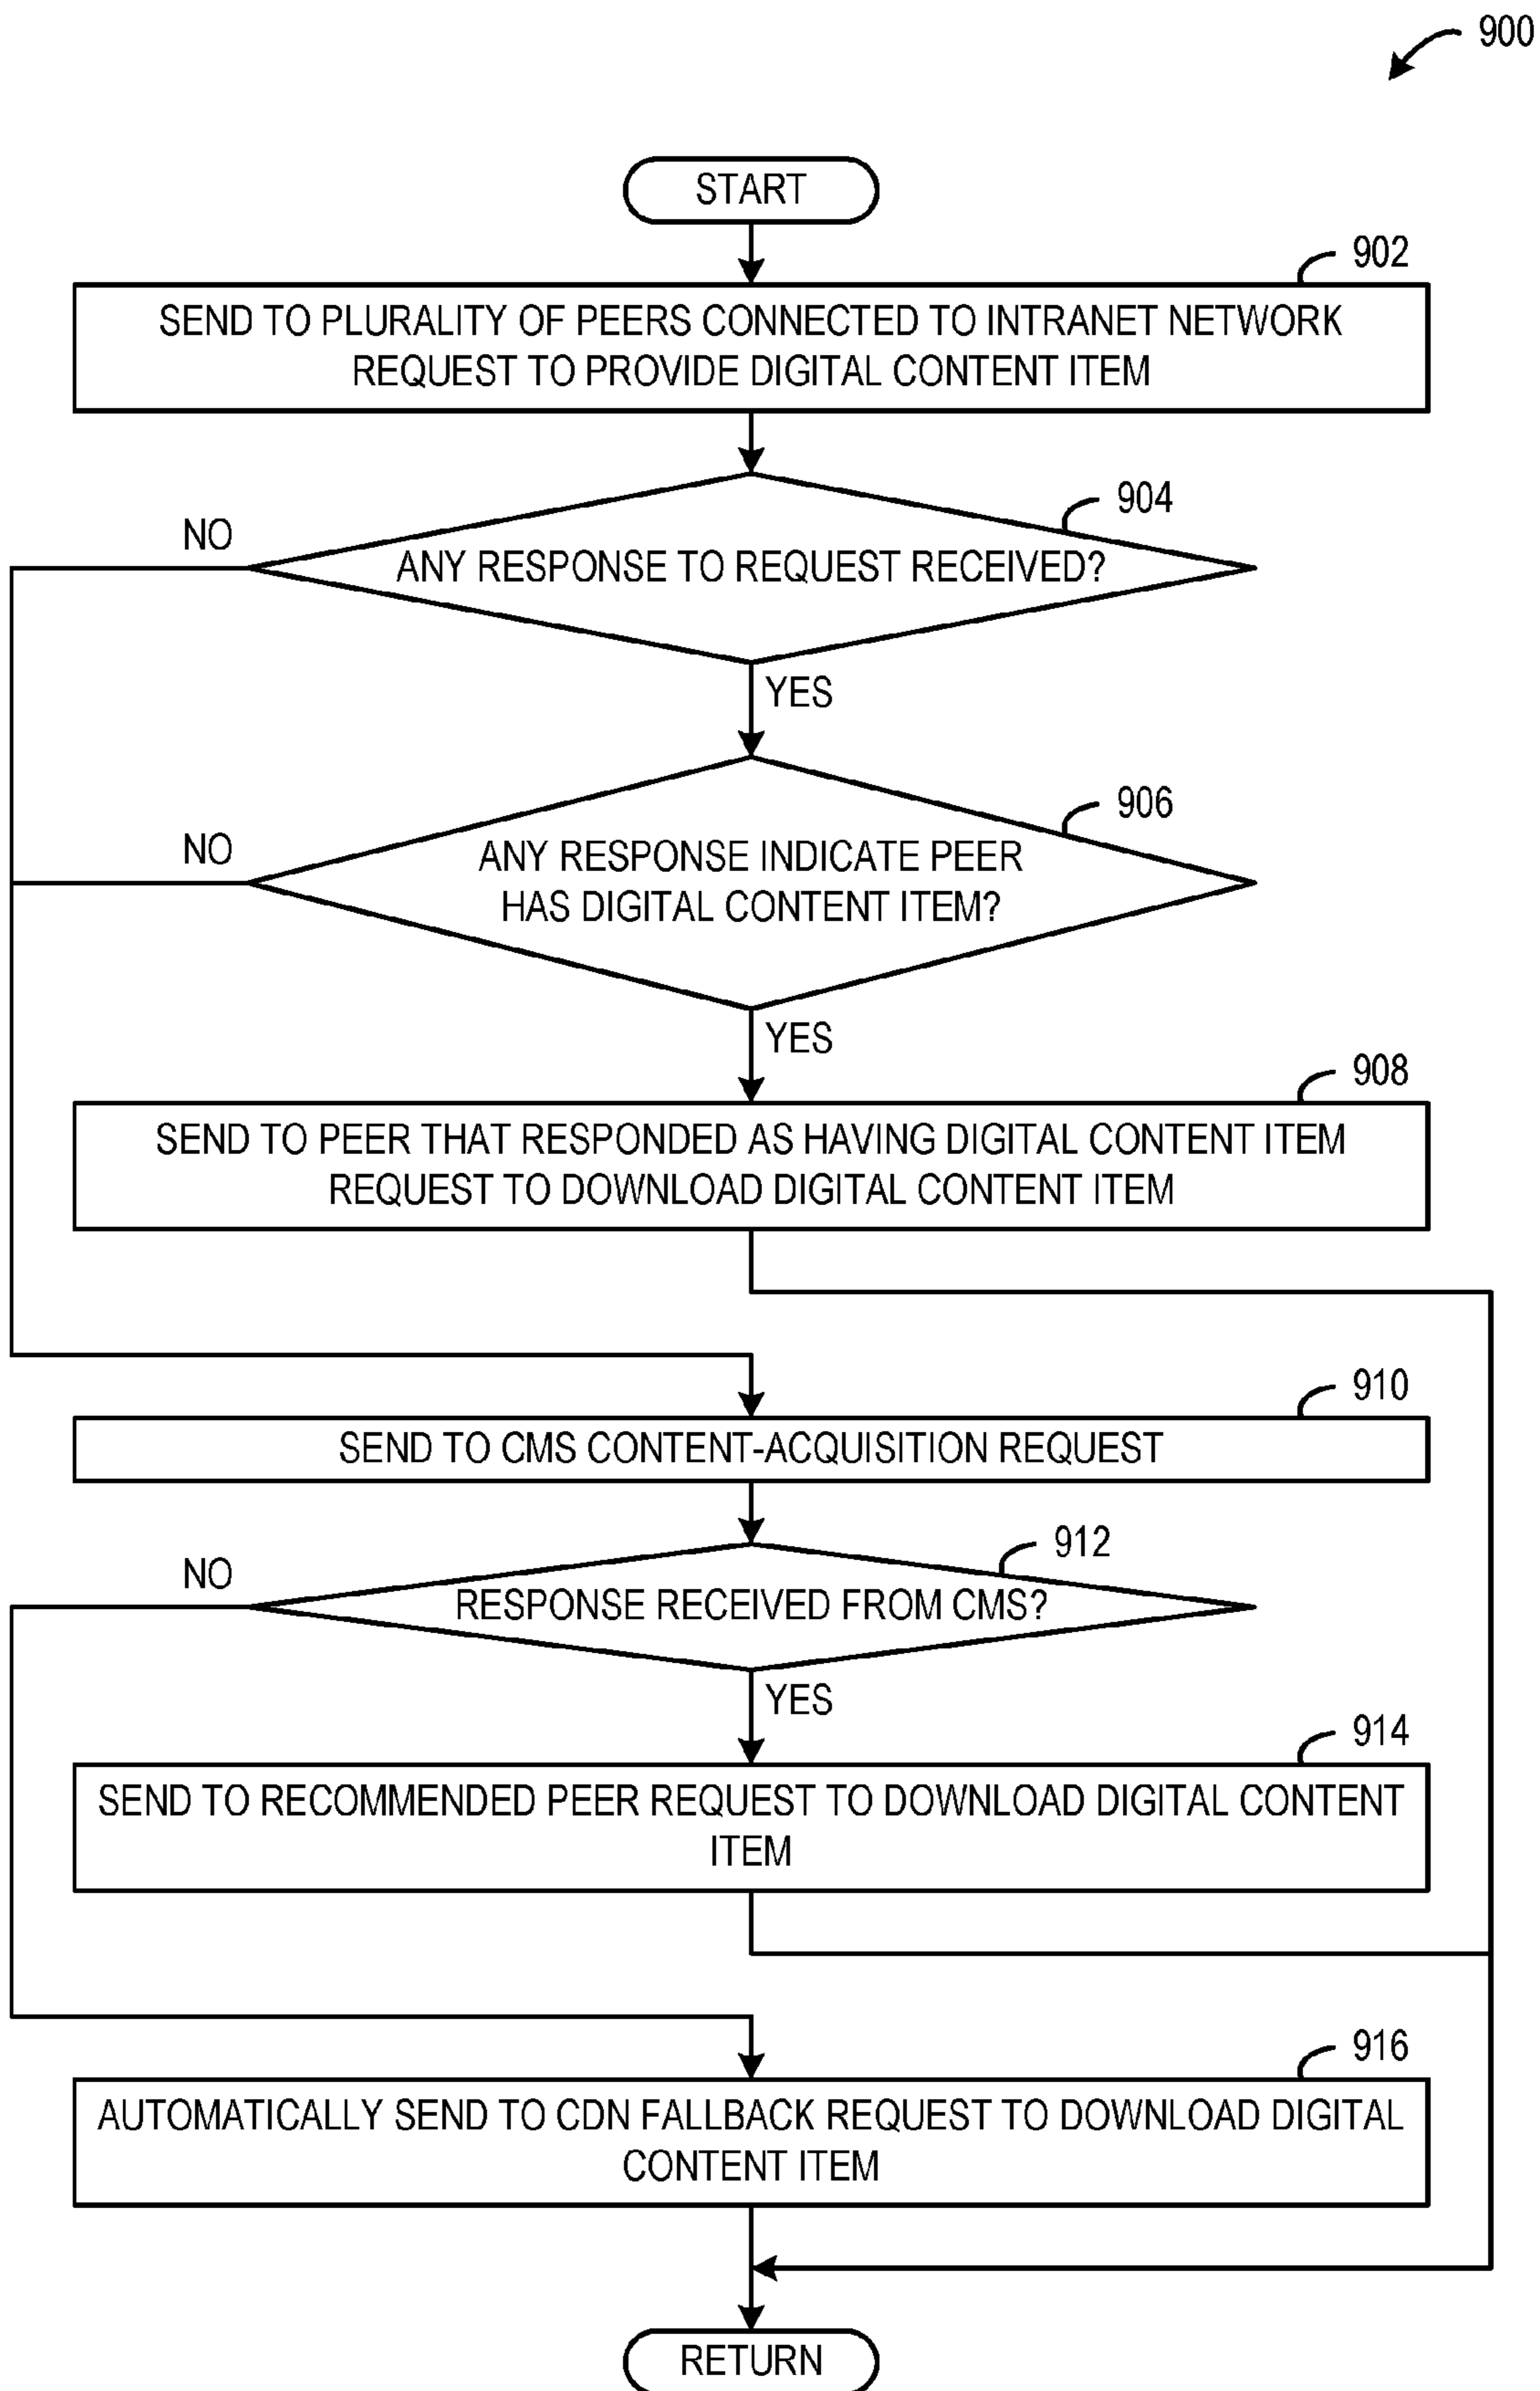 900
START
902
SEND TO PLURALITY OF PEERS CONNECTED TO INTRANET NETWORK
REQUEST TO PROVIDE DIGITAL CONTENT ITEM
904
NO
ANY RESPONSE TO REQUEST RECEIVED?
YES
906
NO
ANY RESPONSE INDICATE PEER
HAS DIGITAL CONTENT ITEM?
YES
908
SEND TO PEER THAT RESPONDED AS HAVING DIGITAL CONTENT ITEM
REQUEST TO DOWNLOAD DIGITAL CONTENT ITEM
910
SEND TO CMS CONTENT-ACQUISITION REQUEST
912
NO
RESPONSE RECEIVED FROM CMS?
YES
914
SEND TO RECOMMENDED PEER REQUEST TO DOWNLOAD DIGITAL CONTENT
ITEM
916
AUTOMATICALLY SEND TO CDN FALLBACK REQUEST TO DOWNLOAD DIGITAL
CONTENT ITEM
RETURN